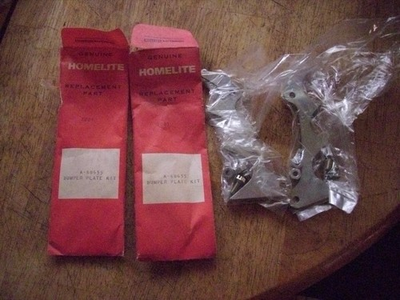 GENUINE
HOMELITE
REPLACEMENT
PART
BUMPER PLATE KIT
GENUINE
HOMELITE
REPLACEMENT
PART
BUMPER PLATE KIT